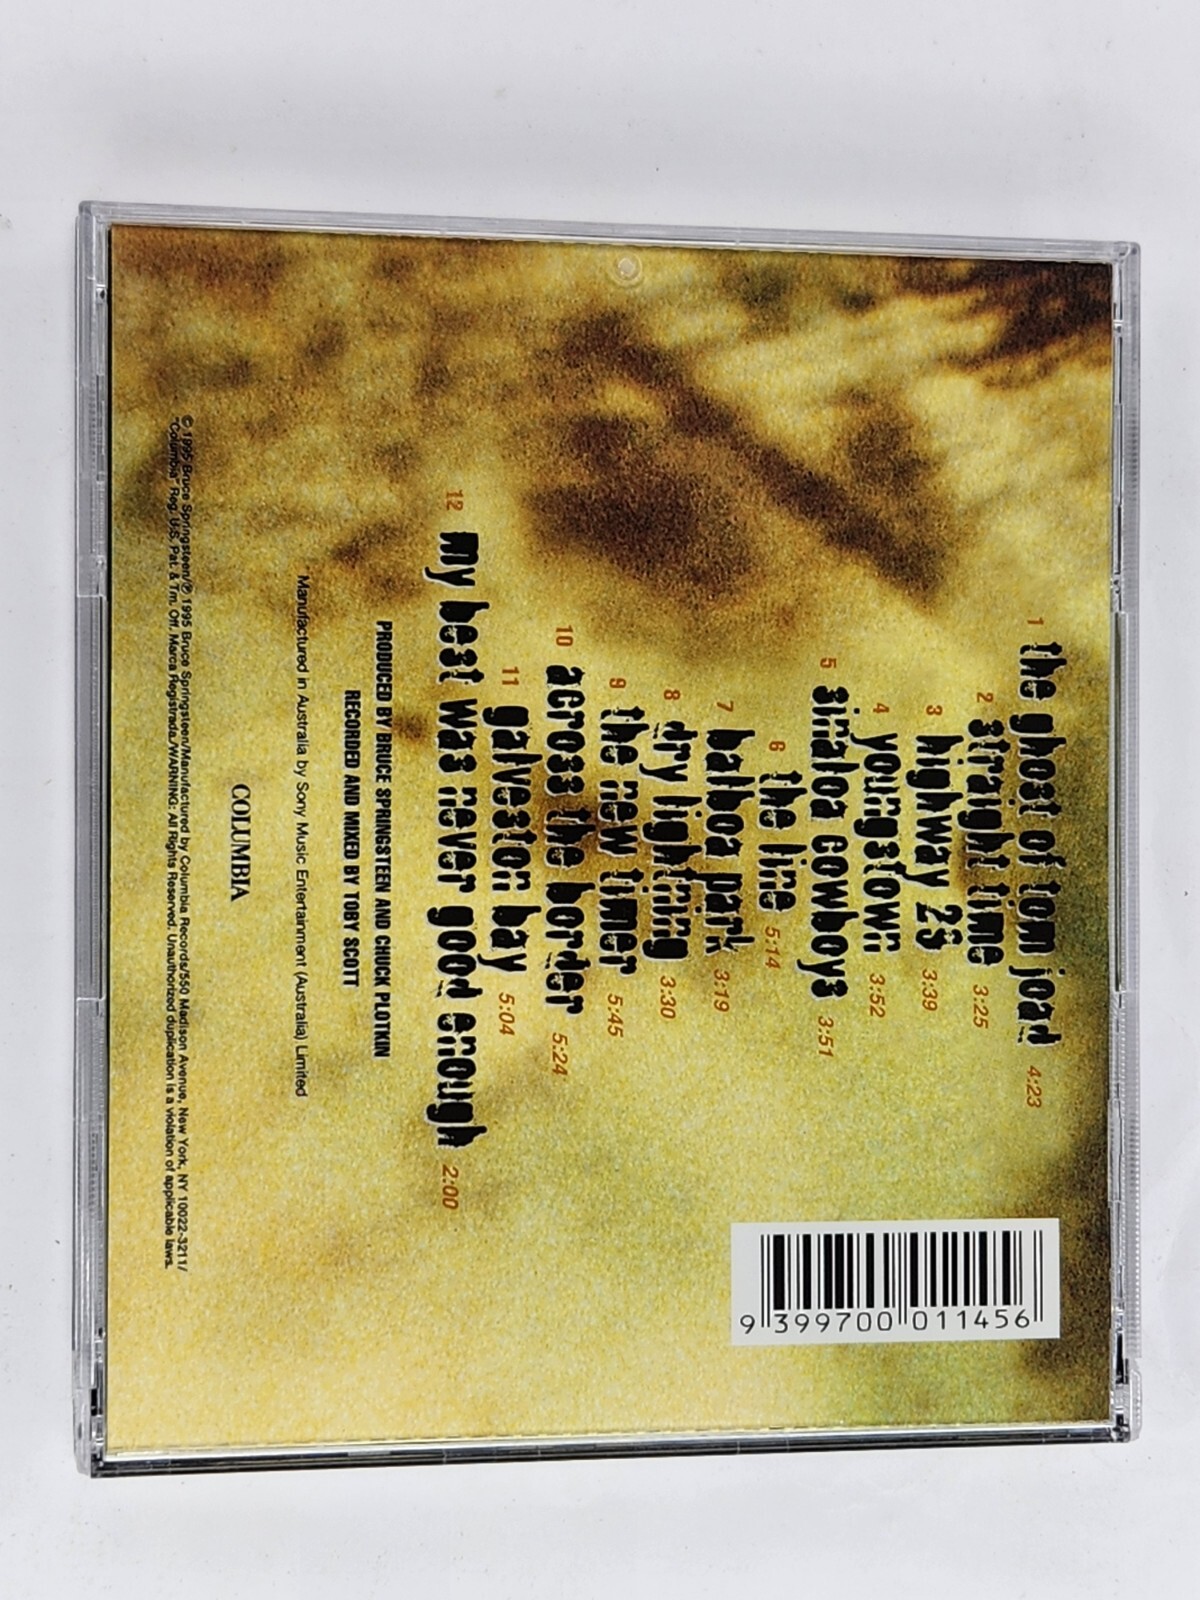 1 the ghost of tom joad 4:23
2 straight time 3:25
3 highway 29 3:39
4 youngstown 3:52
5 sinaloa cowboys 3:51
6 the line 5:14
7 balboa park 3:19
8 dry lightning 3:30
9 the new timer 5:45
10 across the border 5:24
11 galveston bay 5:04
12 my best was never good enough 2:00
PRODUCED BY BRUCE SPRINGSTEEN AND CHUCK PLOTKIN
RECORDED AND MIXED BY TOBY SCOTT
Manufactured in Australia by Sony Music Entertainment (Australia) Limited
COLUMBIA
© 1995 Bruce Springsteen/℗ 1995 Bruce Springsteen/Manufactured by Columbia Records/550 Madison Avenue, New York, NY 10022-3211/
"Columbia" Reg. U.S. Pat. & Tm. Off. Marca Registrada./WARNING: All Rights Reserved. Unauthorized duplication is a violation of applicable laws.
9 399700 011456